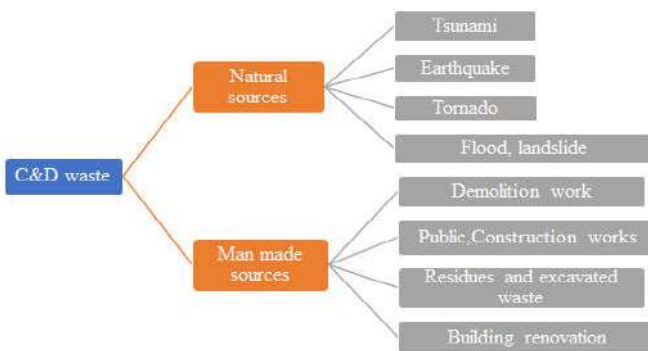 Tsunami
Natural
sources
Earthquake
Tornado
Flood, landslide
C&D waste
Demolition work
Man made
sources
Public,Construction works
Residues and excavated
waste
Building renovation